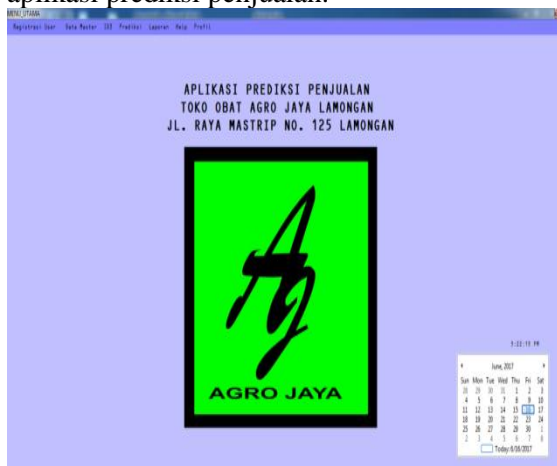 aplikasi prediksi penjualan.
MENU_UTAMA
Registrasi User Data Master SES Prediksi Laporan Help Profil
APLIKASI PREDIKSI PENJUALAN
TOKO OBAT AGRO JAYA LAMONGAN
JL. RAYA MASTRIP NO. 125 LAMONGAN
AJ
AGRO JAYA
June, 2017
Sun Mon Tue Wed Thu Fri Sat
28 29 30 31 1 2 3
4 5 6 7 8 9 10
11 12 13 14 15 16 17
18 19 20 21 22 23 24
25 26 27 28 29 30 1
2 3 4 5 6 7 8
Today: 6/16/2017